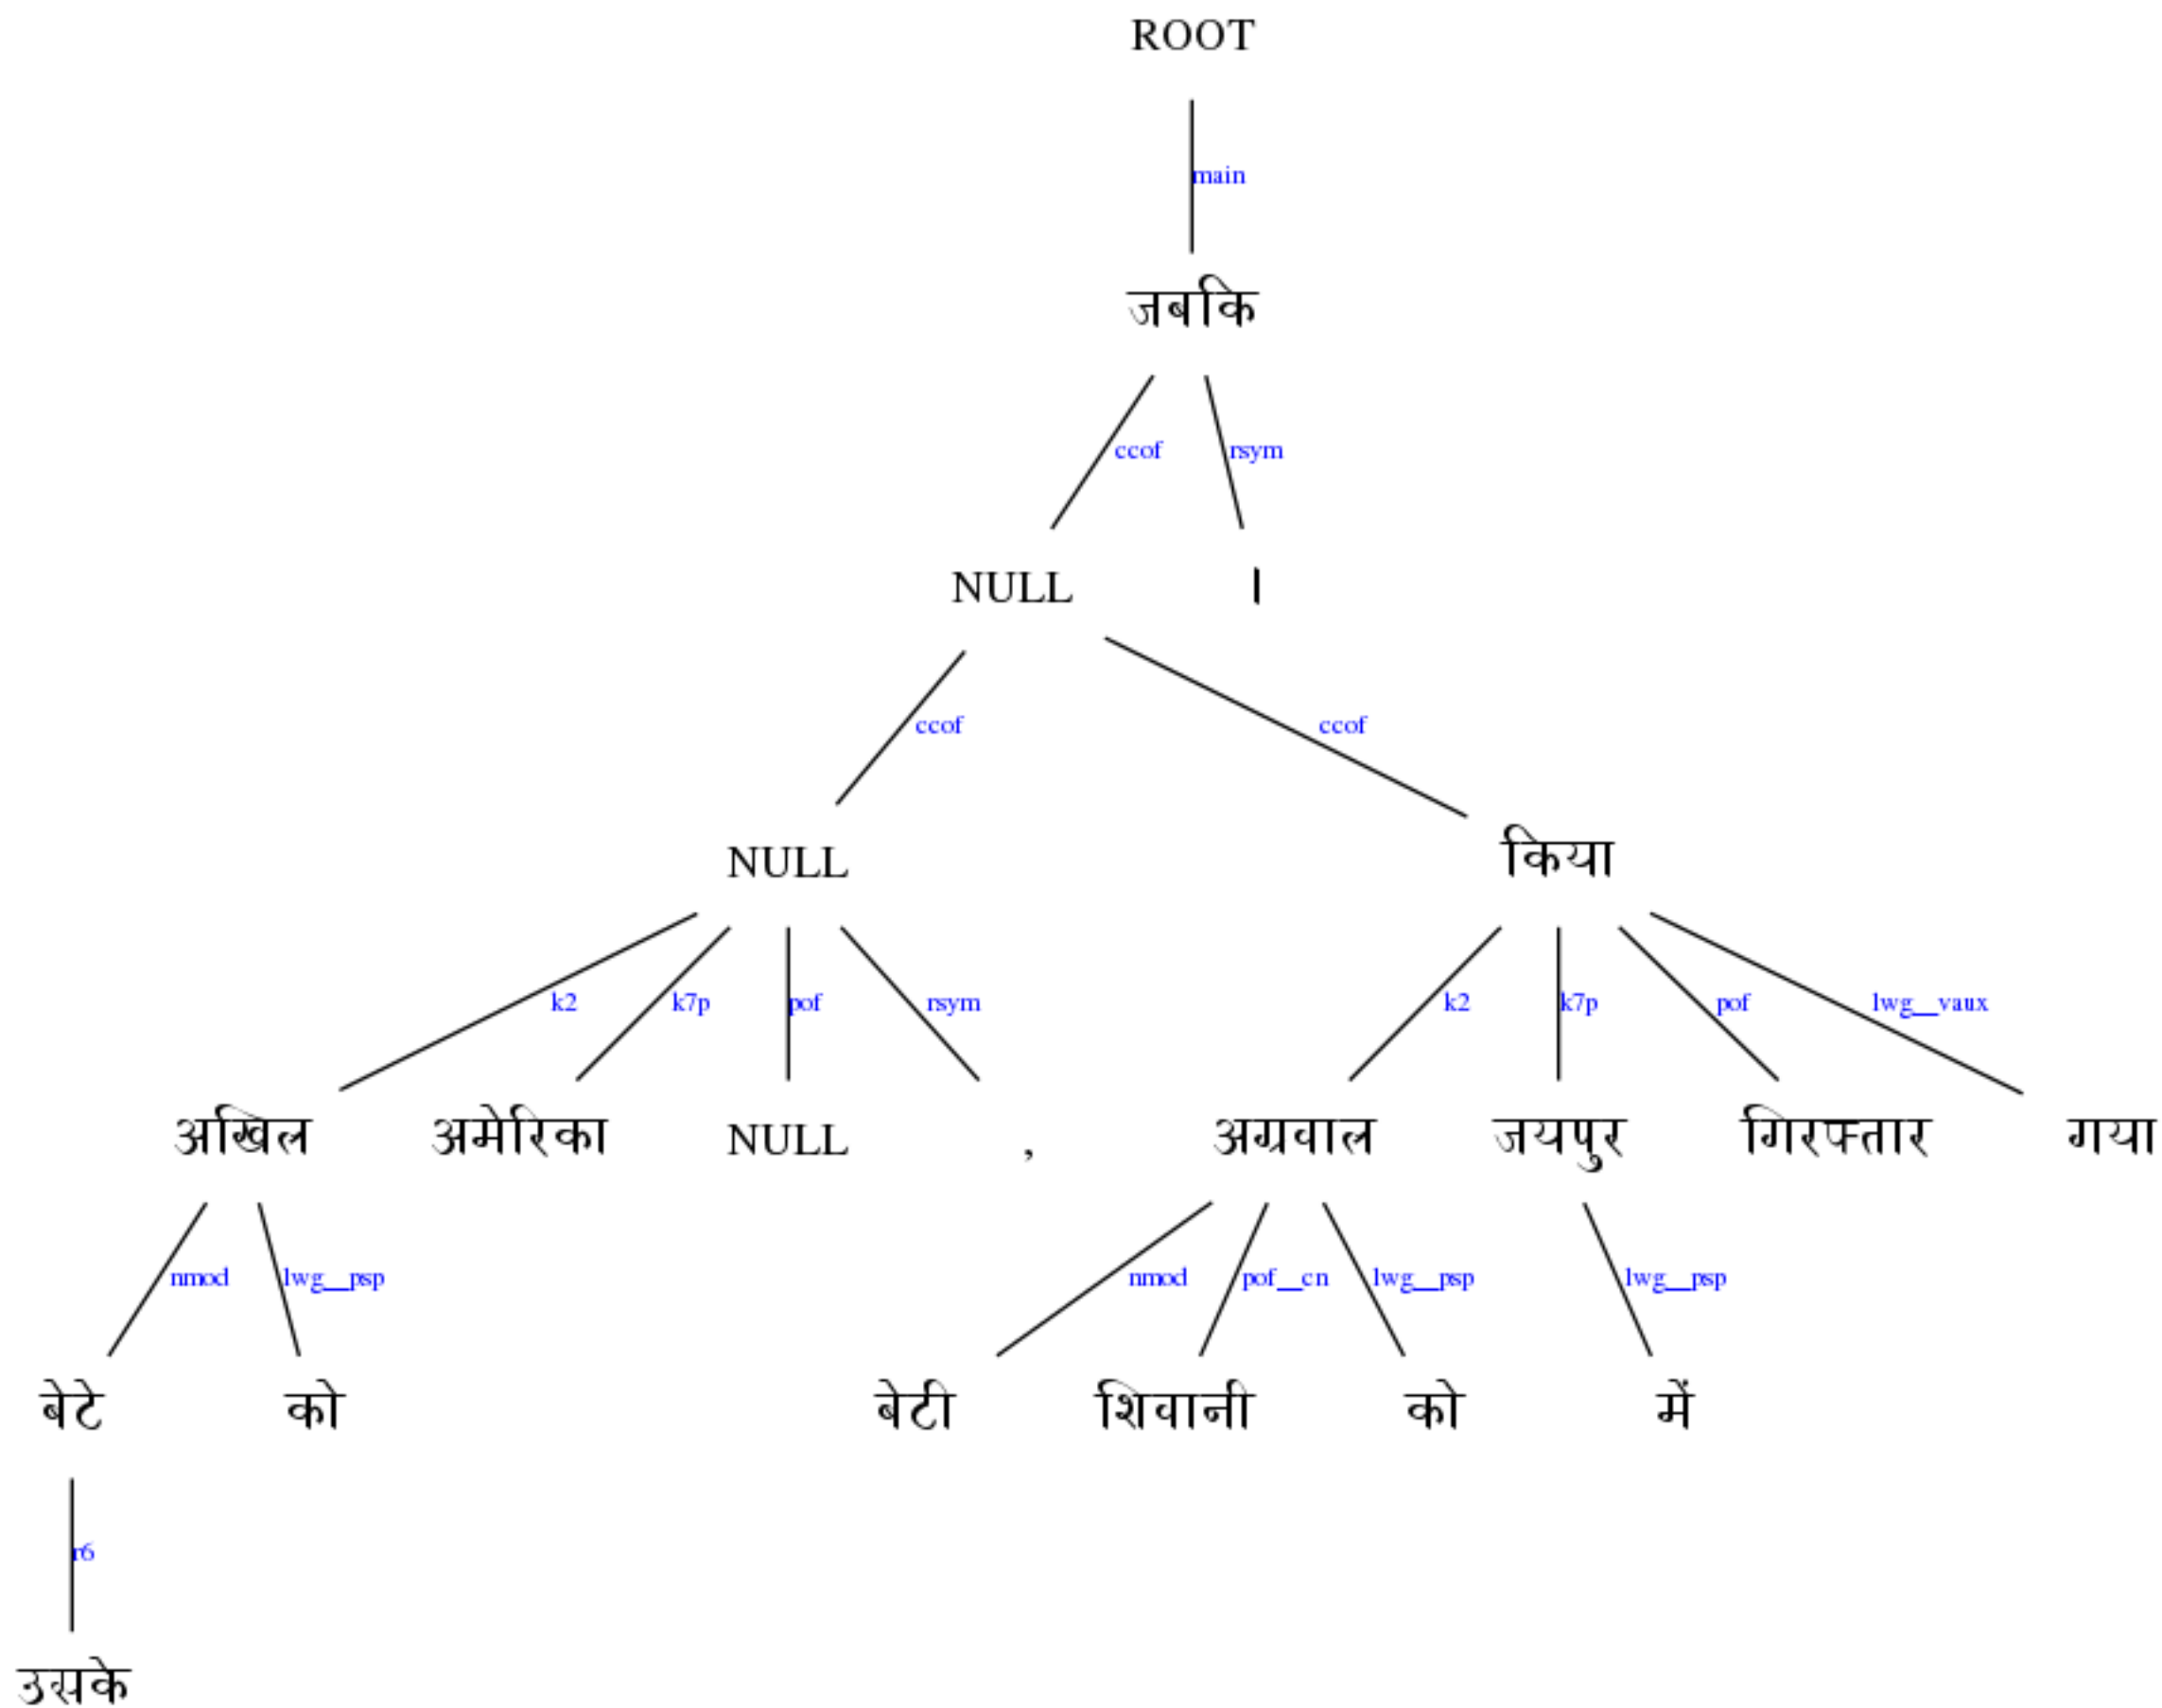 ROOT
main
जबकि
ccof rsym
NULL ।
ccof ccof
NULL किया
k2 k7p pof rsym k2 k7p pof lwg__vaux
अखिल अमेरिका NULL , अग्रवाल जयपुर गिरफ्तार गया
nmod lwg__psp nmod pof__cn lwg__psp lwg__psp
बेटे को बेटी शिवानी को में
r6
उसके